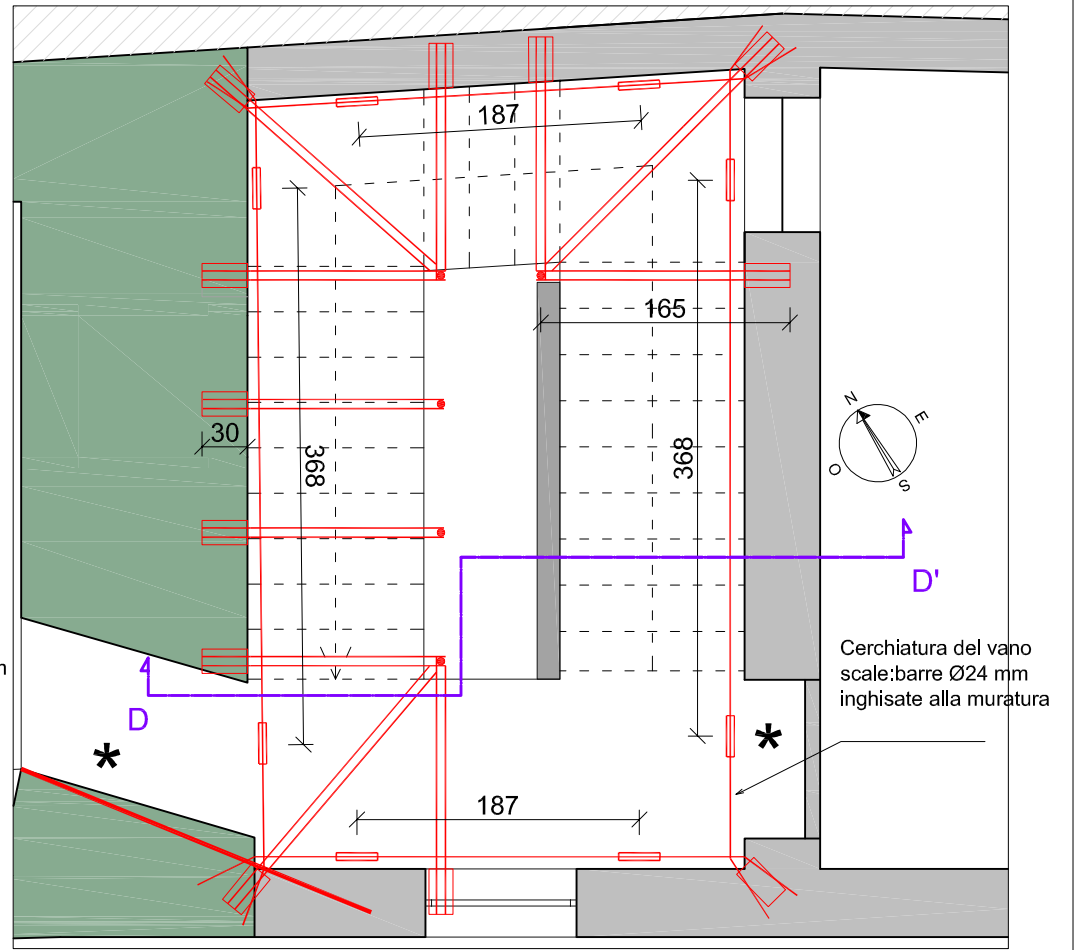 187
165
N
E
O
S
30
368
368
D'
n
Cerchiatura del vano
scale:barre Ø24 mm
inghisate alla muratura
D
*
*
187